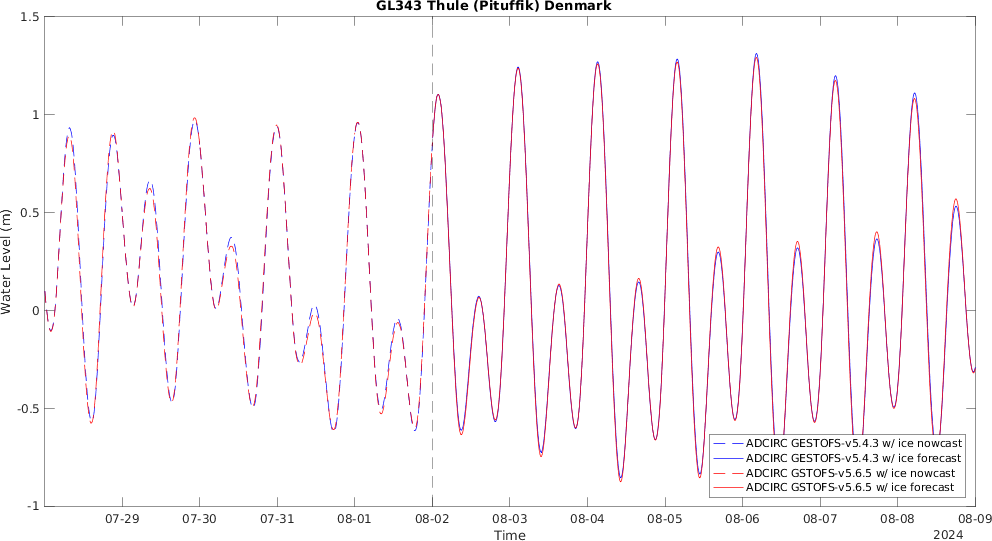 GL343 Thule (Pituffik) Denmark
1.5
1
0.5
0
-0.5
-1
Water Level (m)
ADCIRC GESTOFS-v5.4.3 w/ ice nowcast
ADCIRC GESTOFS-v5.4.3 w/ ice forecast
ADCIRC GSTOFS-v5.6.5 w/ ice nowcast
ADCIRC GSTOFS-v5.6.5 w/ ice forecast
07-29 07-30 07-31 08-01 08-02 08-03 08-04 08-05 08-06 08-07 08-08 08-09
Time
2024